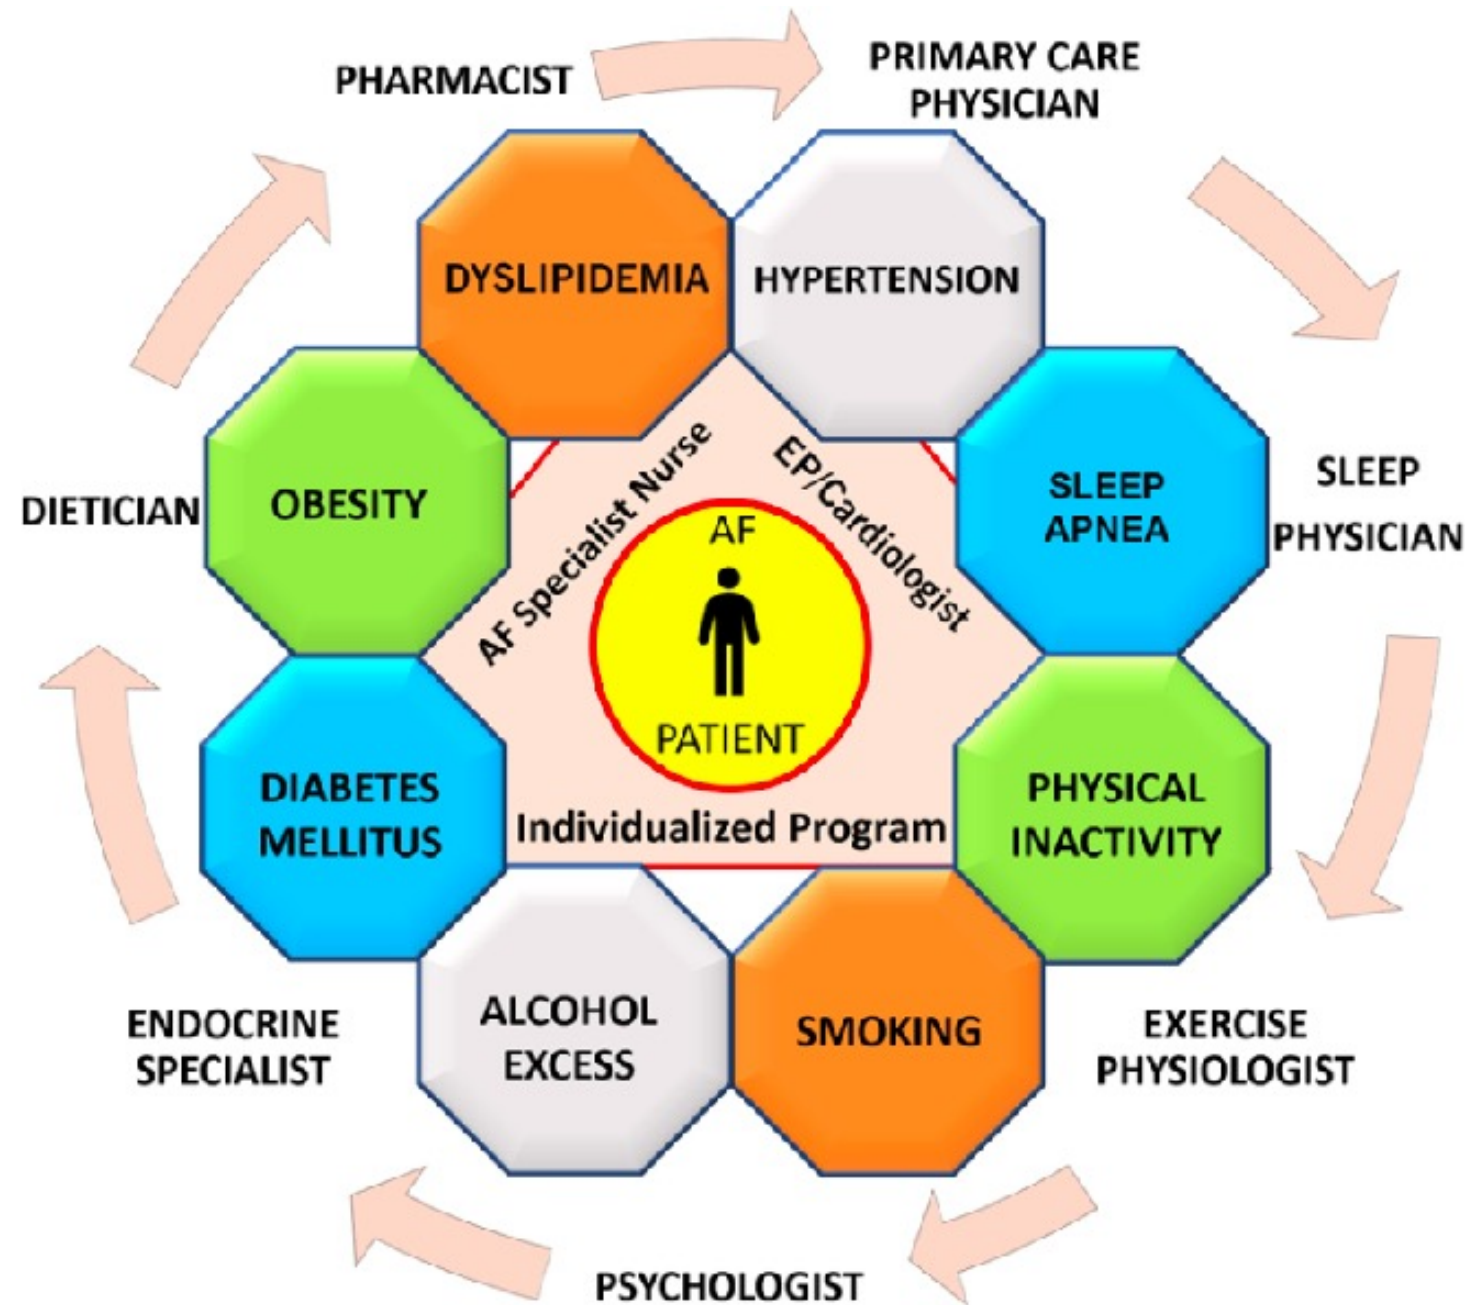 PHARMACIST
PRIMARY CARE
PHYSICIAN
DYSLIPIDEMIA
HYPERTENSION
OBESITY
SLEEP
APNEA
DIETICIAN
SLEEP
PHYSICIAN
AF Specialist Nurse
EP/Cardiologist
AF
PATIENT
Individualized Program
DIABETES
MELLITUS
PHYSICAL
INACTIVITY
ALCOHOL
EXCESS
SMOKING
ENDOCRINE
SPECIALIST
EXERCISE
PHYSIOLOGIST
PSYCHOLOGIST